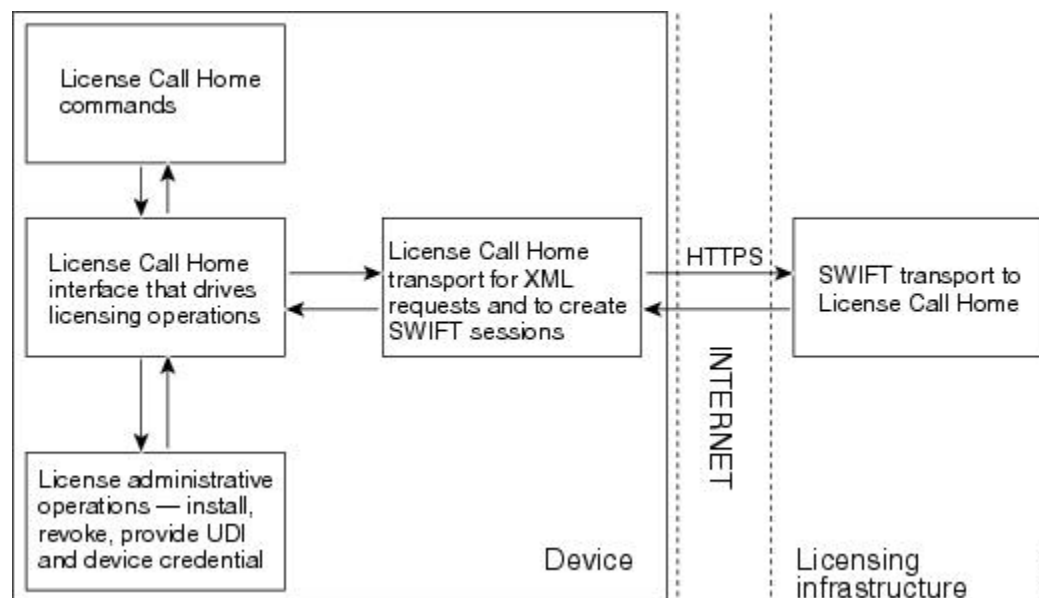 License Call Home
commands
License Call Home
interface that drives
licensing operations
License Call Home
transport for XML
requests and to create
SWIFT sessions
HTTPS
SWIFT transport to
License Call Home
INTERNET
License administrative
operations — install,
revoke, provide UDI
and device credential
Device
Licensing
infrastructure